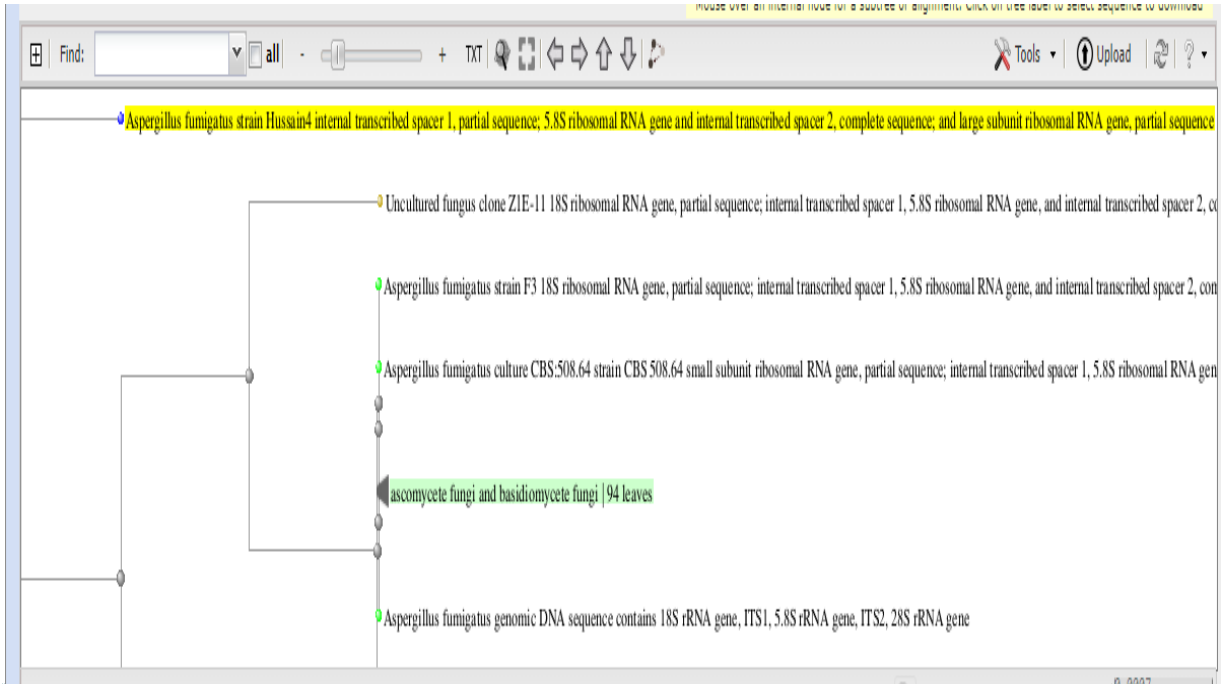 Mouse over an internal node for a subtree or alignment. Click on tree label to select sequence to download
Find: all - + TXT Tools Upload ?
Aspergillus fumigatus strain Hussain4 internal transcribed spacer 1, partial sequence; 5.8S ribosomal RNA gene and internal transcribed spacer 2, complete sequence; and large subunit ribosomal RNA gene, partial sequence
Uncultured fungus clone Z1E-11 18S ribosomal RNA gene, partial sequence; internal transcribed spacer 1, 5.8S ribosomal RNA gene, and internal transcribed spacer 2, co
Aspergillus fumigatus strain F3 18S ribosomal RNA gene, partial sequence; internal transcribed spacer 1, 5.8S ribosomal RNA gene, and internal transcribed spacer 2, con
Aspergillus fumigatus culture CBS:508.64 strain CBS 508.64 small subunit ribosomal RNA gene, partial sequence; internal transcribed spacer 1, 5.8S ribosomal RNA gen
ascomycete fungi and basidiomycete fungi | 94 leaves
Aspergillus fumigatus genomic DNA sequence contains 18S rRNA gene, ITS1, 5.8S rRNA gene, ITS2, 28S rRNA gene